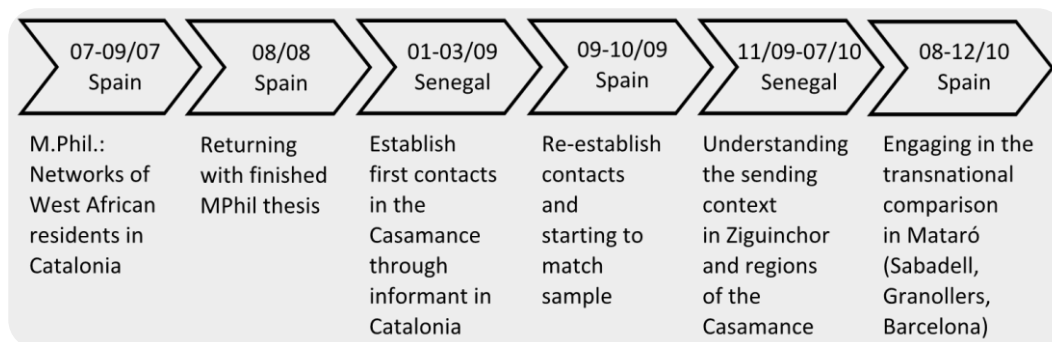 07-09/07
Spain
08/08
Spain
01-03/09
Senegal
09-10/09
Spain
11/09-07/10
Senegal
08-12/10
Spain
M.Phil.:
Networks of
West African
residents in
Catalonia
Returning
with finished
MPhil thesis
Establish
first contacts
in the
Casamance
through
informant in
Catalonia
Re-establish
contacts
and
starting to
match
sample
Understanding
the sending
context
in Ziguinchor
and regions
of the
Casamance
Engaging in the
transnational
comparison
in Mataró
(Sabadell,
Granollers,
Barcelona)